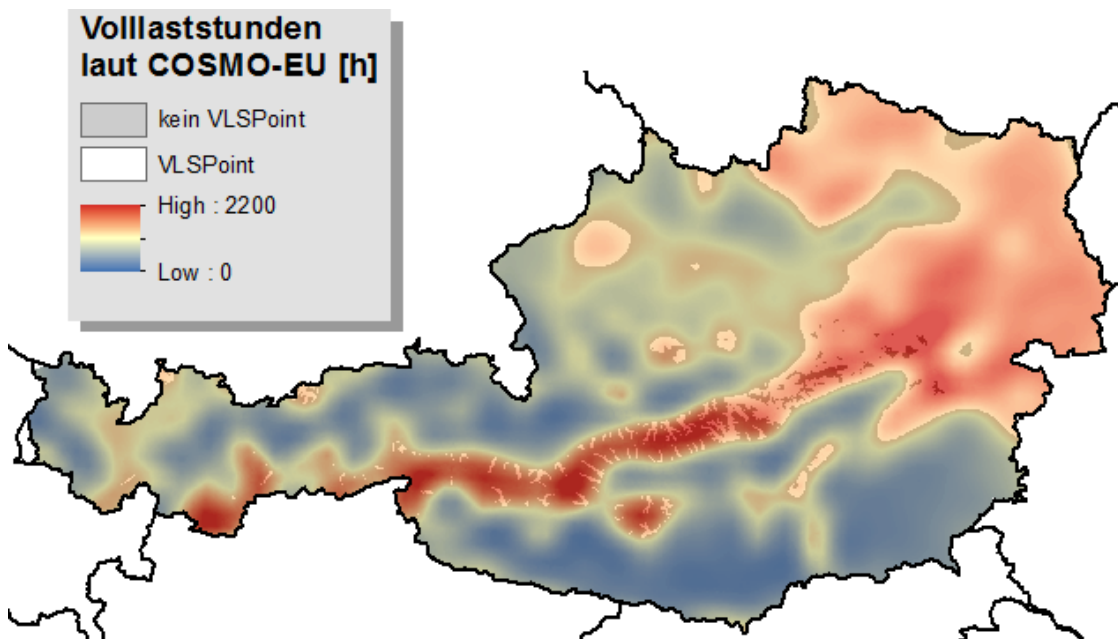 Volllaststunden
laut COSMO-EU [h]
kein VLSPoint
VLSPoint
High : 2200
Low : 0